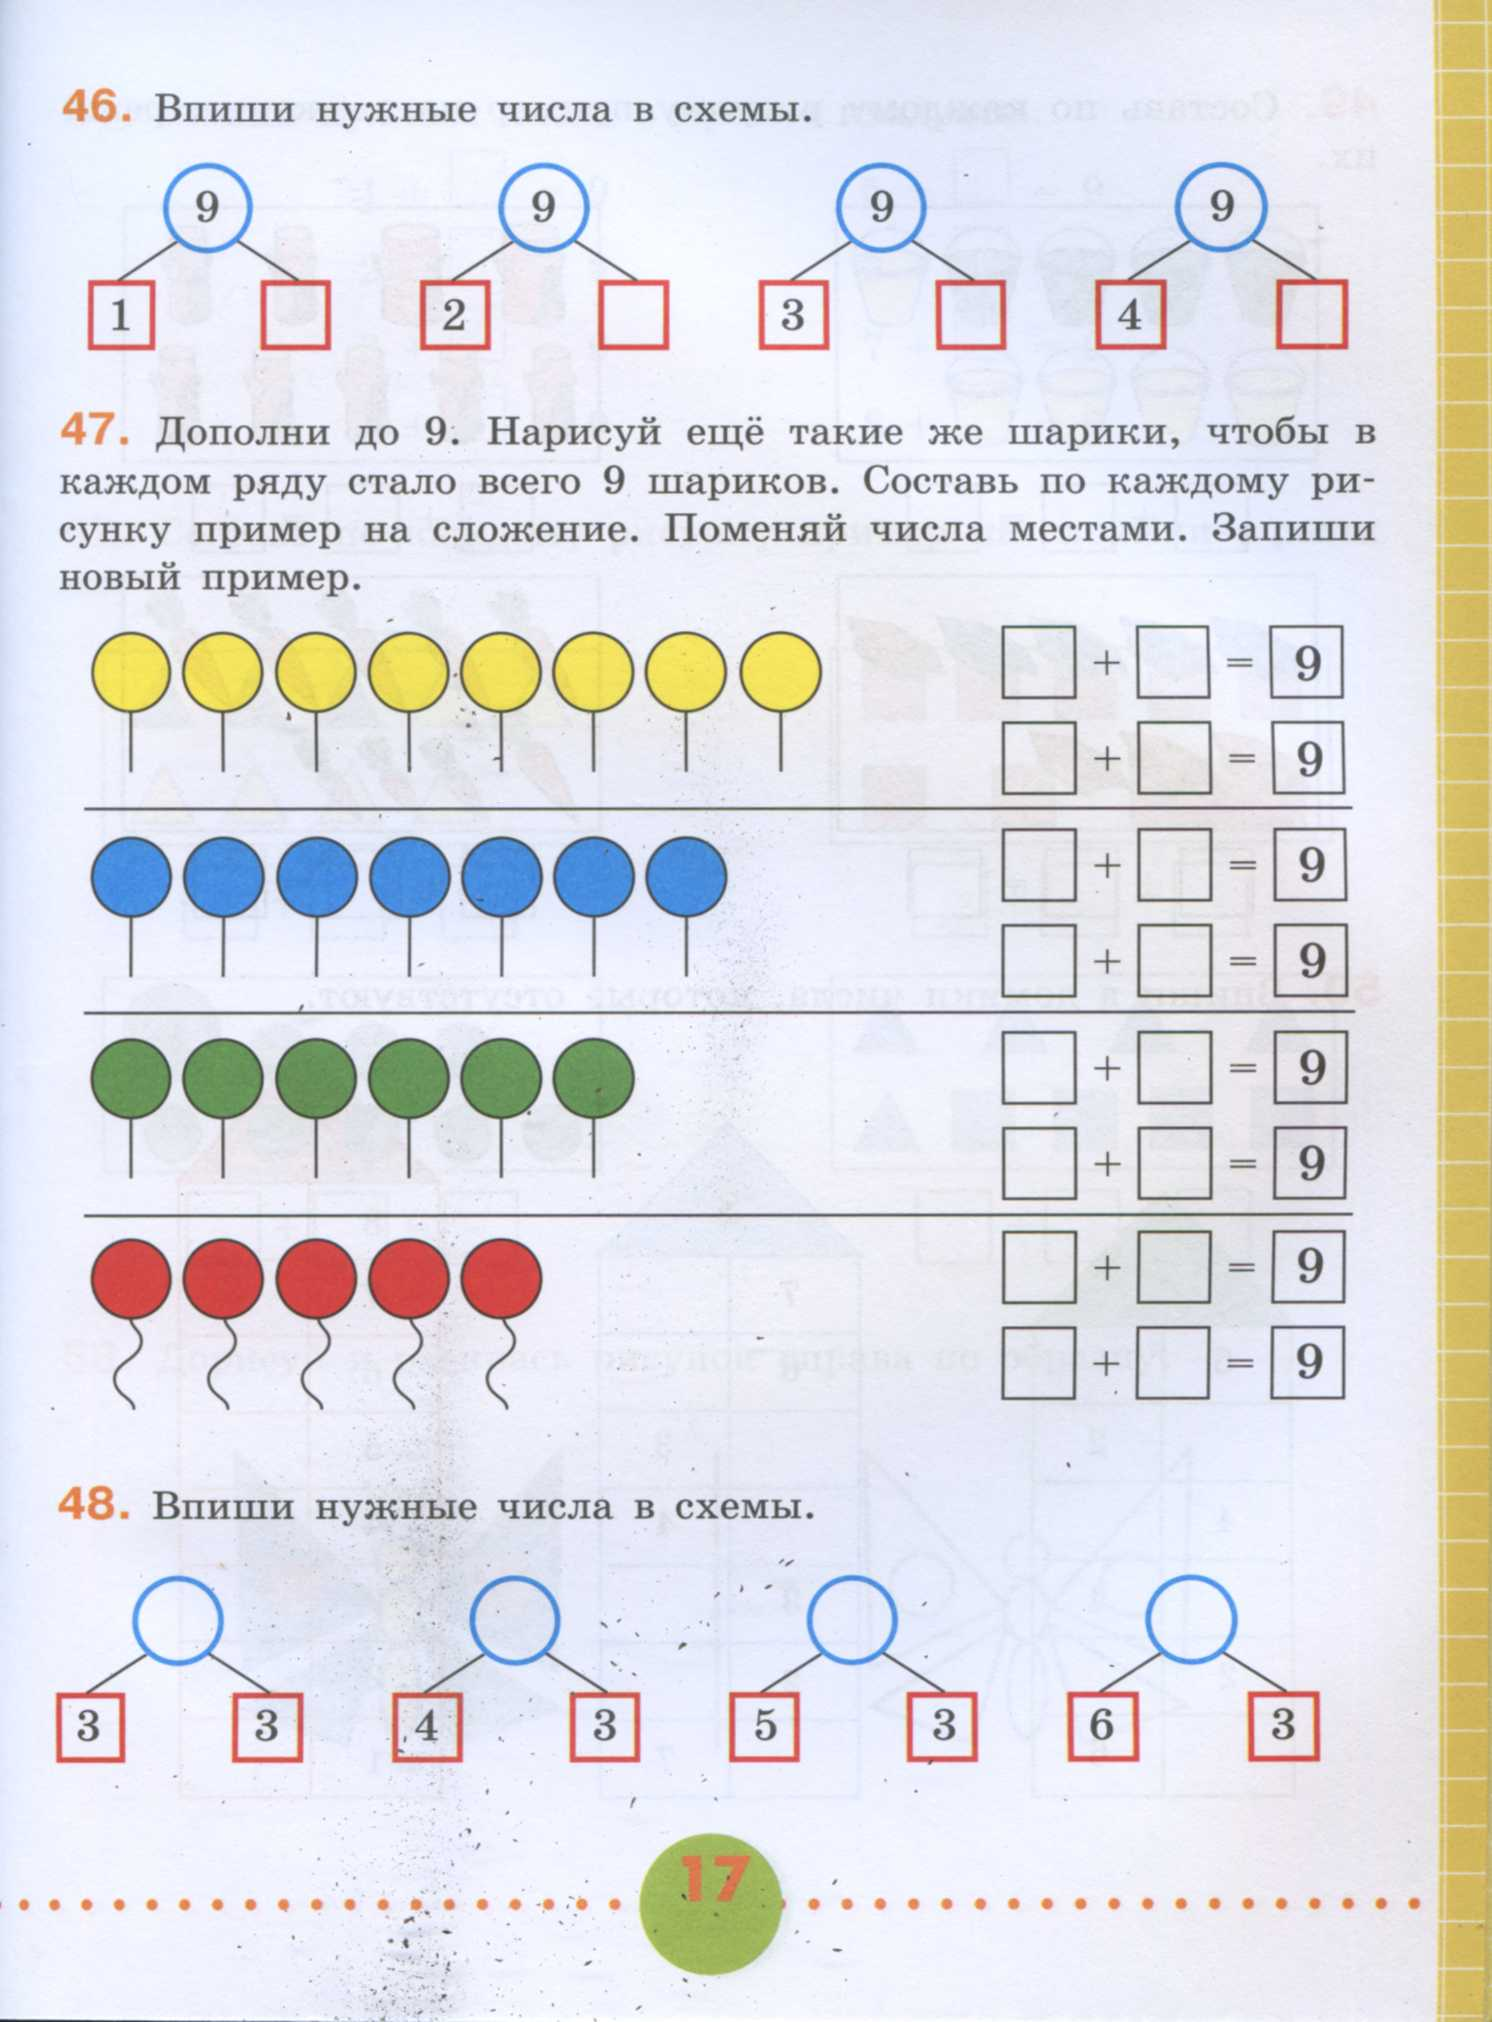 46. Впиши нужные числа в схемы.
9 9 9 9
1 2 3 4
47. Дополни до 9. Нарисуй ещё такие же шарики, чтобы в
каждом ряду стало всего 9 шариков. Составь по каждому ри-
сунку пример на сложение. Поменяй числа местами. Запиши
новый пример.
+ = 9
+ = 9
+ = 9
+ = 9
+ = 9
+ = 9
+ = 9
+ = 9
48. Впиши нужные числа в схемы.
3 3 4 3 5 3 6 3
17